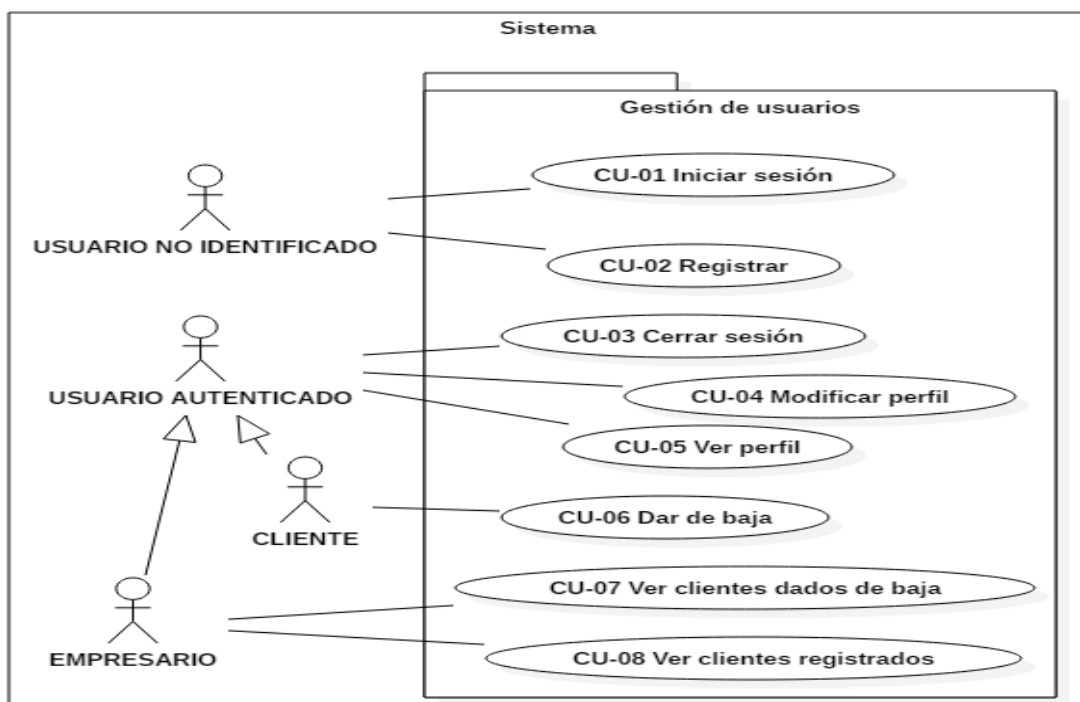 Sistema
Gestión de usuarios
CU-01 Iniciar sesión
USUARIO NO IDENTIFICADO
CU-02 Registrar
CU-03 Cerrar sesión
USUARIO AUTENTICADO
CU-04 Modificar perfil
CU-05 Ver perfil
CU-06 Dar de baja
CLIENTE
CU-07 Ver clientes dados de baja
EMPRESARIO
CU-08 Ver clientes registrados